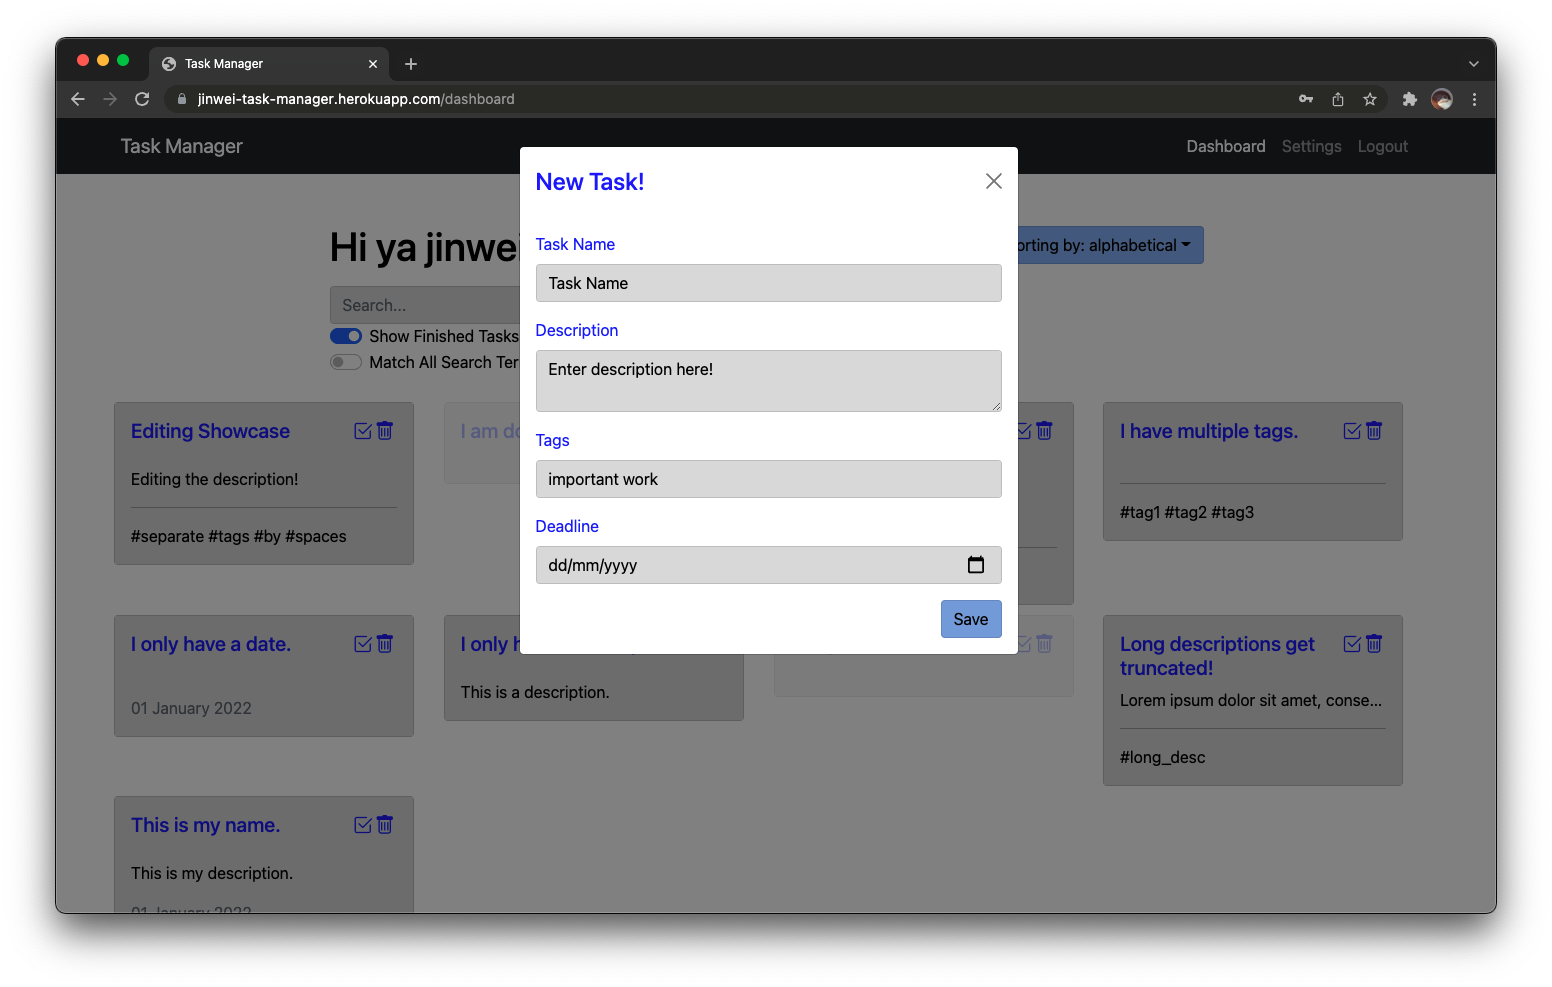 Task Manager
jinwei-task-manager.herokuapp.com/dashboard
Task Manager
Dashboard Settings Logout
New Task!
Hi ya jinwei
orting by: alphabetical
Task Name
Task Name
Search...
Show Finished Tasks
Match All Search Ter
Description
Enter description here!
Tags
important work
Deadline
dd/mm/yyyy
Save
Editing Showcase
Editing the description!
#separate #tags #by #spaces
I am do
I have multiple tags.
#tag1 #tag2 #tag3
I only have a date.
01 January 2022
I only h
This is a description.
Long descriptions get
truncated!
Lorem ipsum dolor sit amet, conse...
#long_desc
This is my name.
This is my description.
01 January 2022